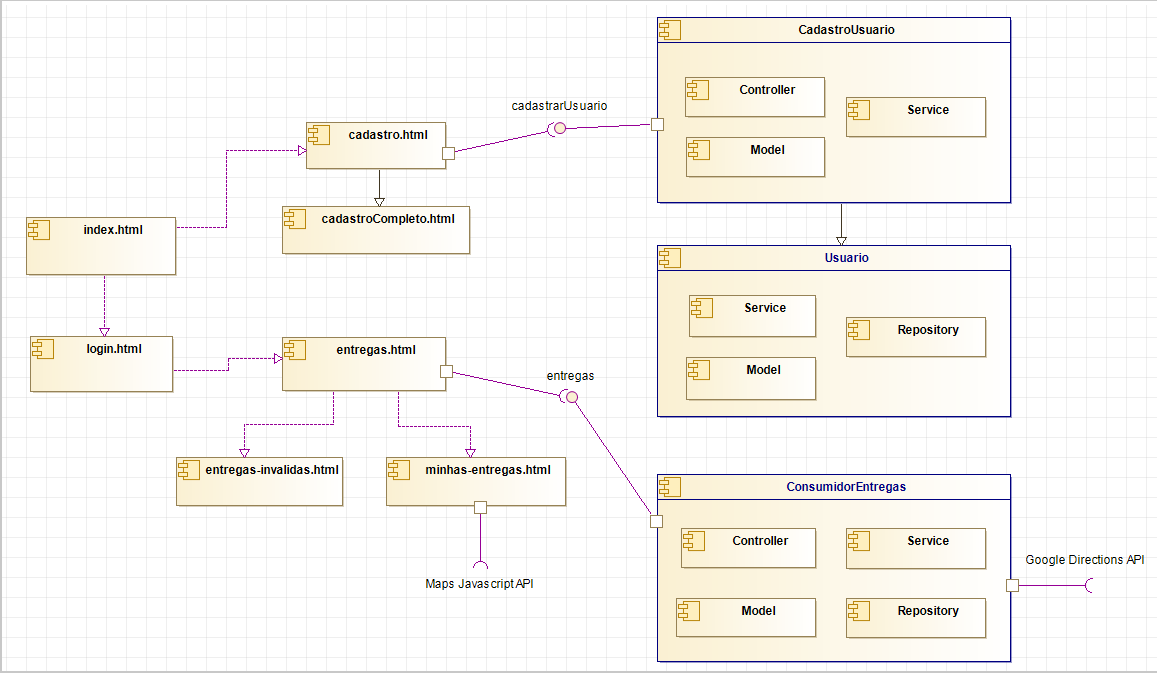 CadastroUsuario
Controller
Service
Model
cadastrarUsuario
cadastro.html
cadastroCompleto.html
index.html
Usuario
Service
Repository
Model
login.html
entregas.html
entregas
entregas-invalidas.html
minhas-entregas.html
Maps Javascript API
ConsumidorEntregas
Controller
Service
Model
Repository
Google Directions API